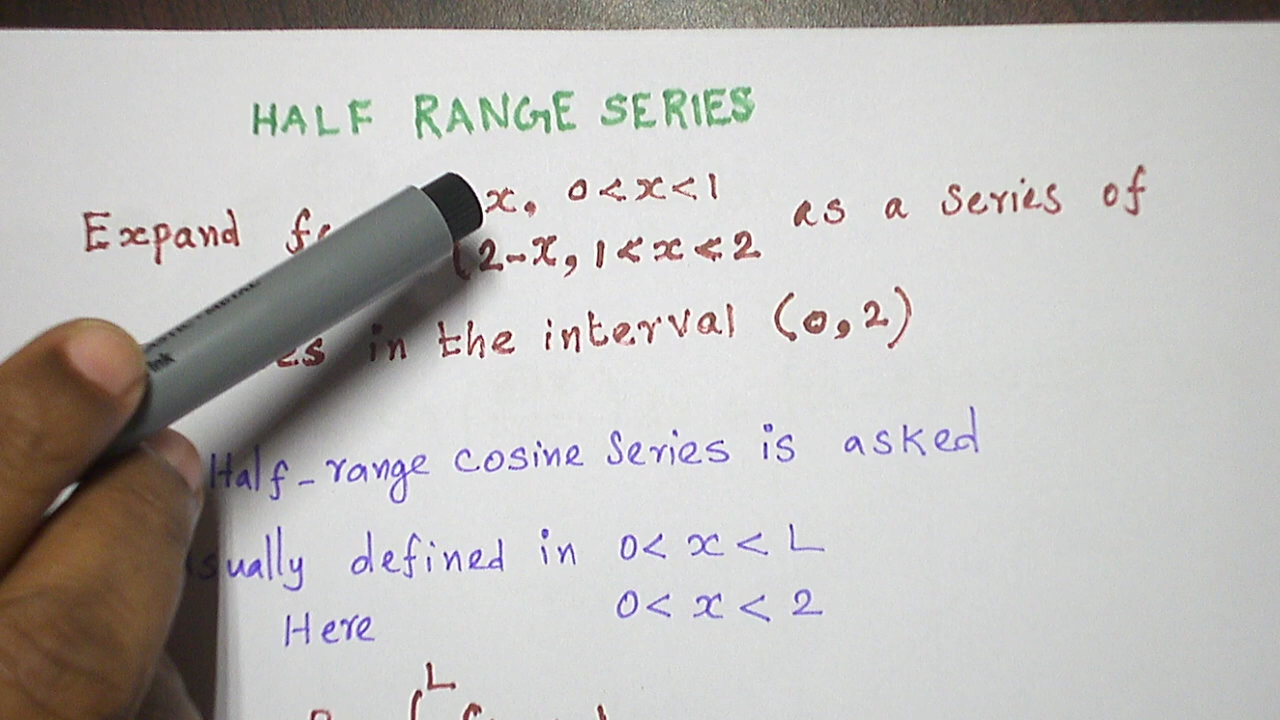 HALF RANGE SERIES
Expand x, 0<x<1 as a series of
{2-x, 1<x<2
in the interval (0,2)
Half-range cosine series is asked
defined in 0<x<L
Here 0<x<2
L